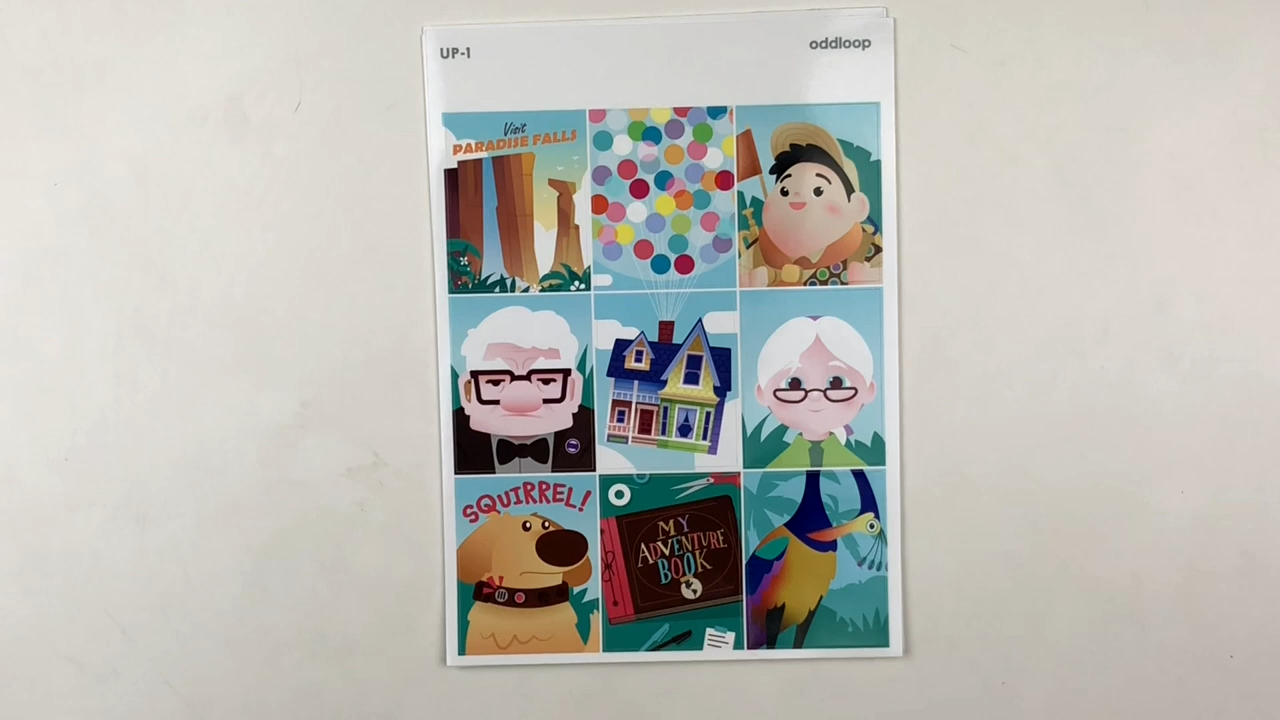 UP-1
oddloop
Visit
PARADISE FALLS
SQUIRREL!
MY
ADVENTURE
BOOK